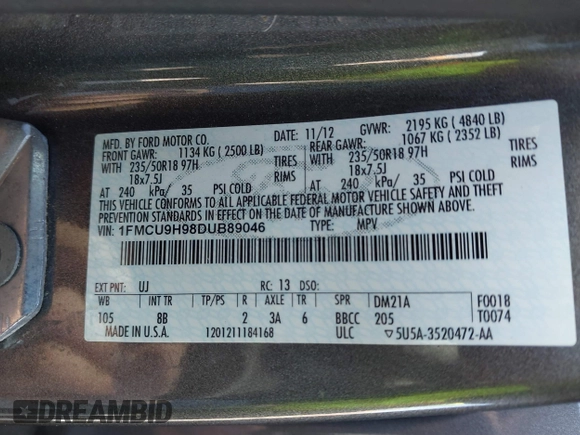 MFD. BY FORD MOTOR CO. 11/12 GVWR: 2195 KG ( 4840 LB)
FRONT GAWR: 1134 KG ( 2500 LB) REAR GAWR: 1067 KG ( 2352 LB)
WITH 235/50R18 97H TIRES WITH 235/50R18 97H TIRES
18x7.5J RIMS 18x7.5J RIMS
AT 240 kPa/ 35 PSI COLD AT 240 kPa/ 35 PSI COLD
THIS VEHICLE CONFORMS TO ALL APPLICABLE FEDERAL MOTOR VEHICLE SAFETY AND THEFT
PREVENTION STANDARDS IN EFFECT ON THE DATE OF MANUFACTURE SHOWN ABOVE.
VIN: 1FMCU9H98DUB89046 TYPE: MPV
EXT PNT: UJ RC: 13 DSO:
WB INT TR TP/PS R AXLE TR SPR DM21A F0018
105 8B 2 3A 6 BBCC 205 T0074
MADE IN U.S.A. 1201211184168 ULC ▽5U5A-3520472-AA
DREAMBID